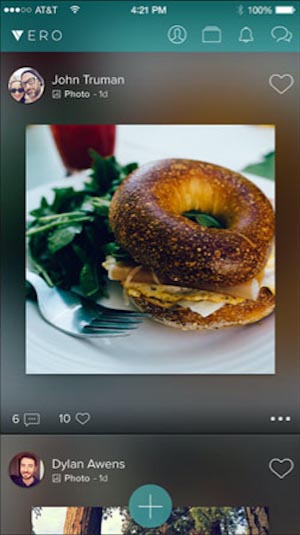 ●●○○○ AT&T 4:21 PM 100%
VERO
John Truman
Photo - 1d
6 10
Dylan Awens
Photo - 1d